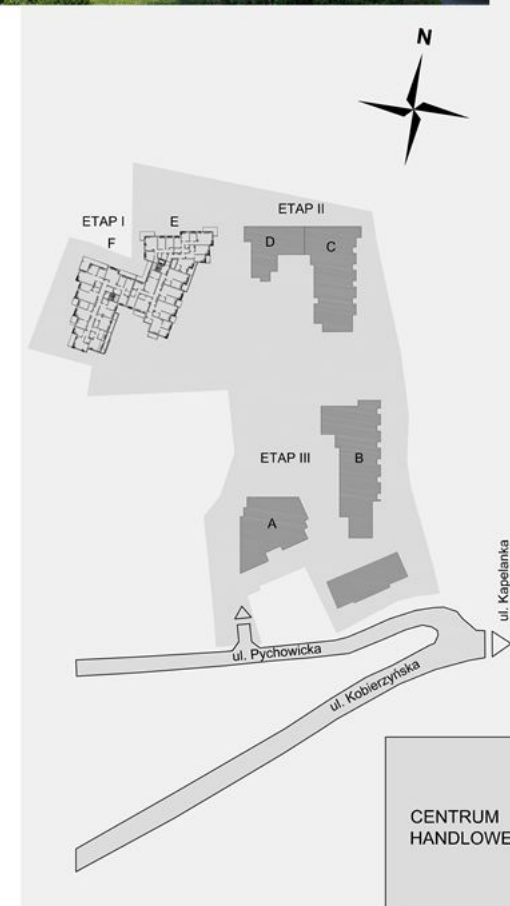 N
ETAP I
E
F
ETAP II
D
C
ETAP III
B
A
ul. Kapelanka
ul. Pychowicka
ul. Kobierzyńska
CENTRUM
HANDLOWE